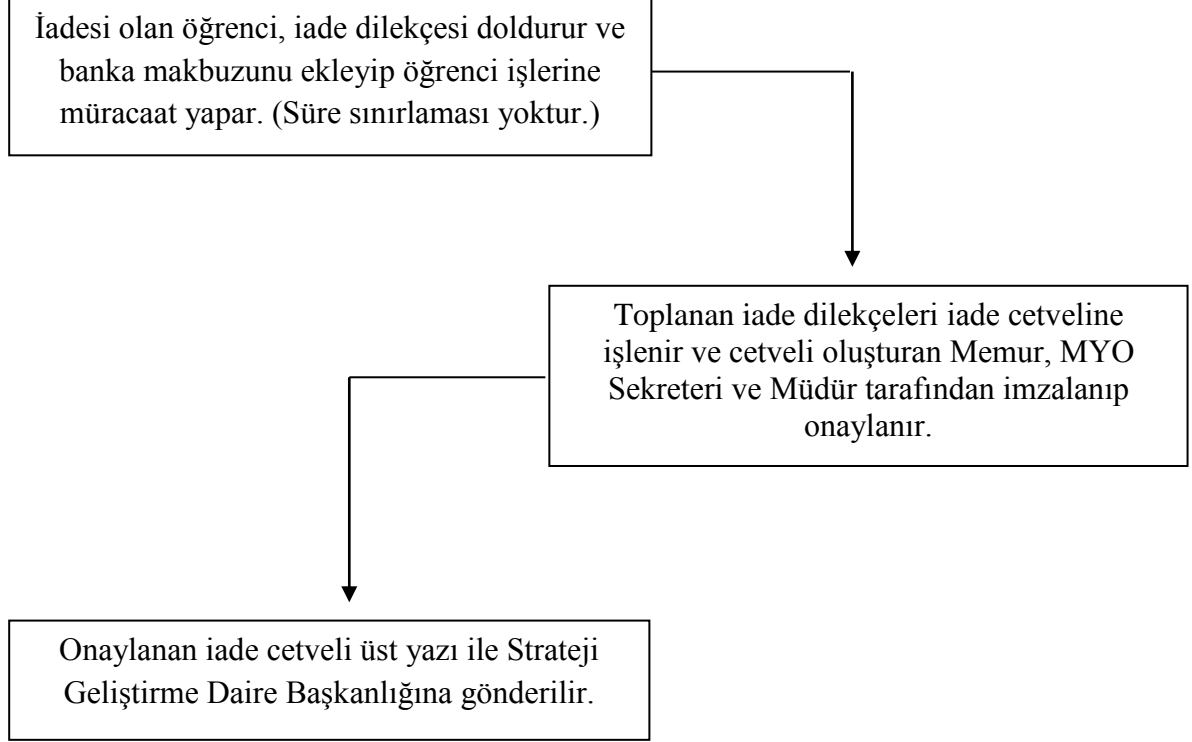 İadesi olan öğrenci, iade dilekçesi doldurur ve
banka makbuzunu ekleyip öğrenci işlerine
müracaat yapar. (Süre sınırlaması yoktur.)
Toplanan iade dilekçeleri iade cetveline
işlenir ve cetveli oluşturan Memur, MYO
Sekreteri ve Müdür tarafından imzalanıp
onaylanır.
Onaylanan iade cetveli üst yazı ile Strateji
Geliştirme Daire Başkanlığına gönderilir.